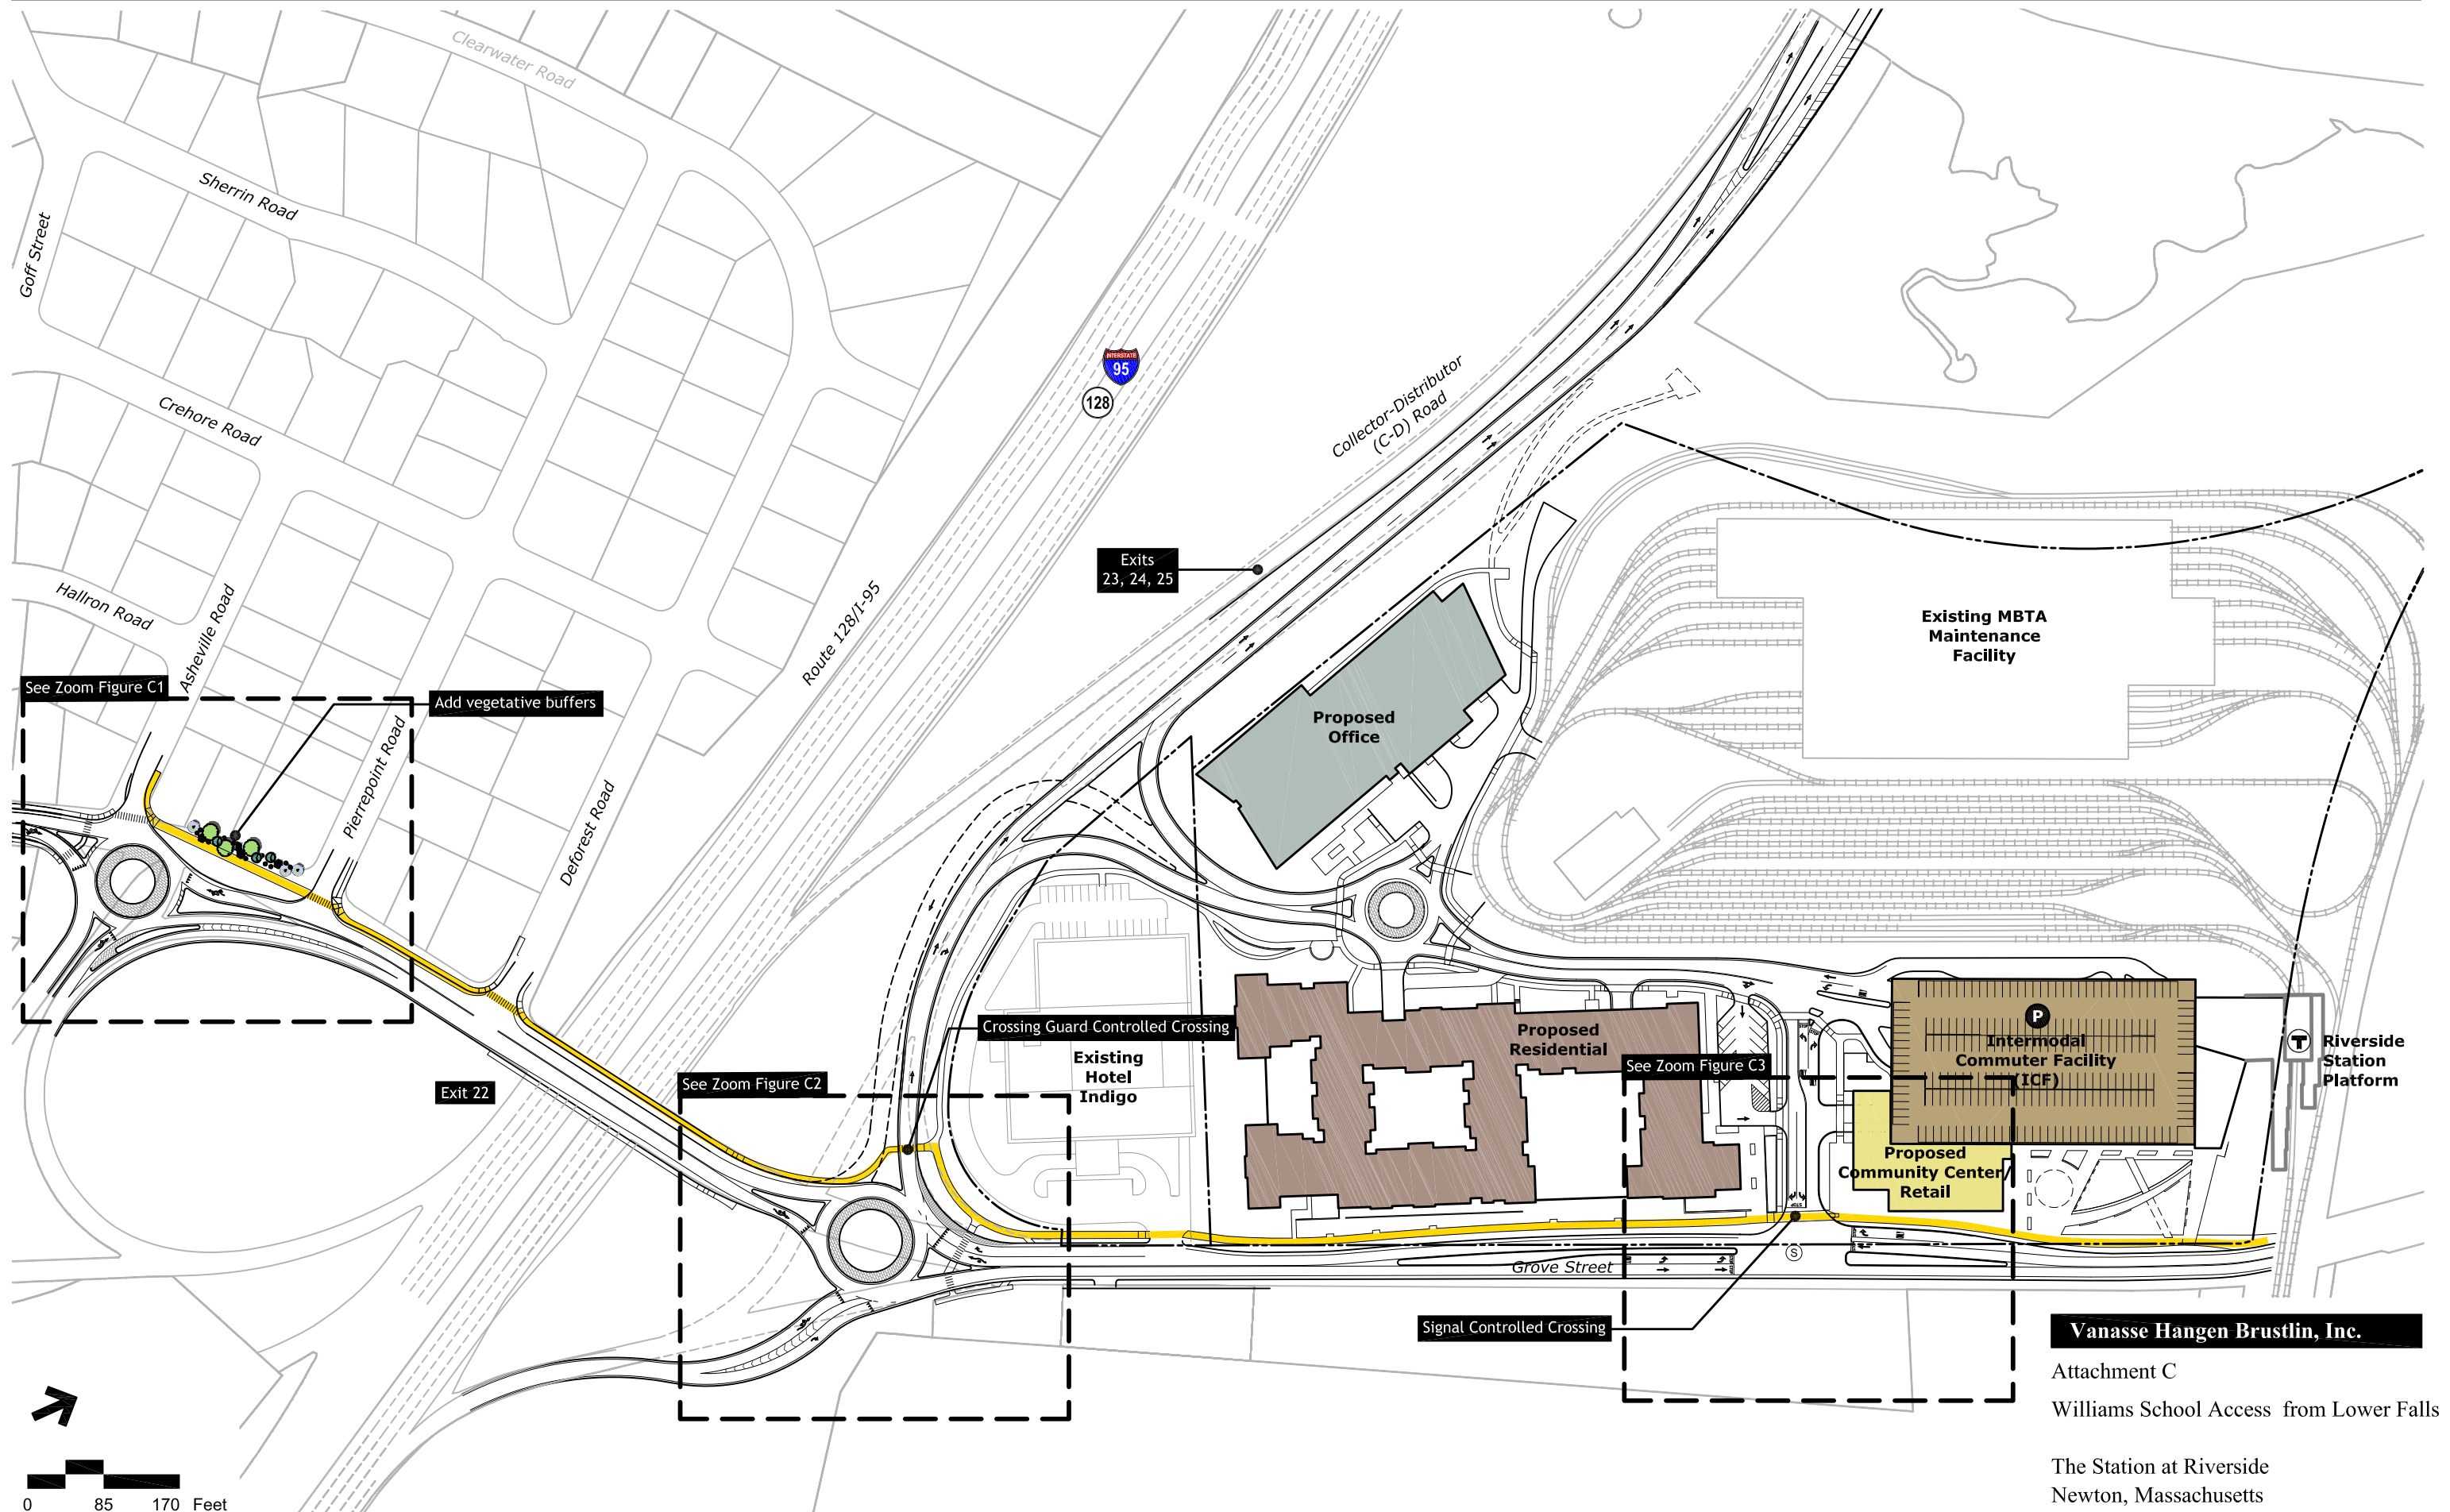 Clearwater Road
Sherrin Road
Goff Street
Crehore Road
INTERSTATE
95
128
Collector-Distributor
(C-D) Road
Exits
23, 24, 25
Hallron Road
Asheville Road
Route 128/I-95
Existing MBTA
Maintenance
Facility
See Zoom Figure C1
Add vegetative buffers
Pierrepoint Road
Deforest Road
Proposed
Office
Crossing Guard Controlled Crossing
Existing
Hotel
Indigo
Proposed
Residential
P
Intermodal
Commuter Facility
(ICF)
T
Riverside
Station
Platform
See Zoom Figure C3
Exit 22
See Zoom Figure C2
Proposed
Community Center/
Retail
S
Grove Street
Signal Controlled Crossing
Vanasse Hangen Brustlin, Inc.
Attachment C
Williams School Access from Lower Falls
The Station at Riverside
Newton, Massachusetts
0 85 170 Feet